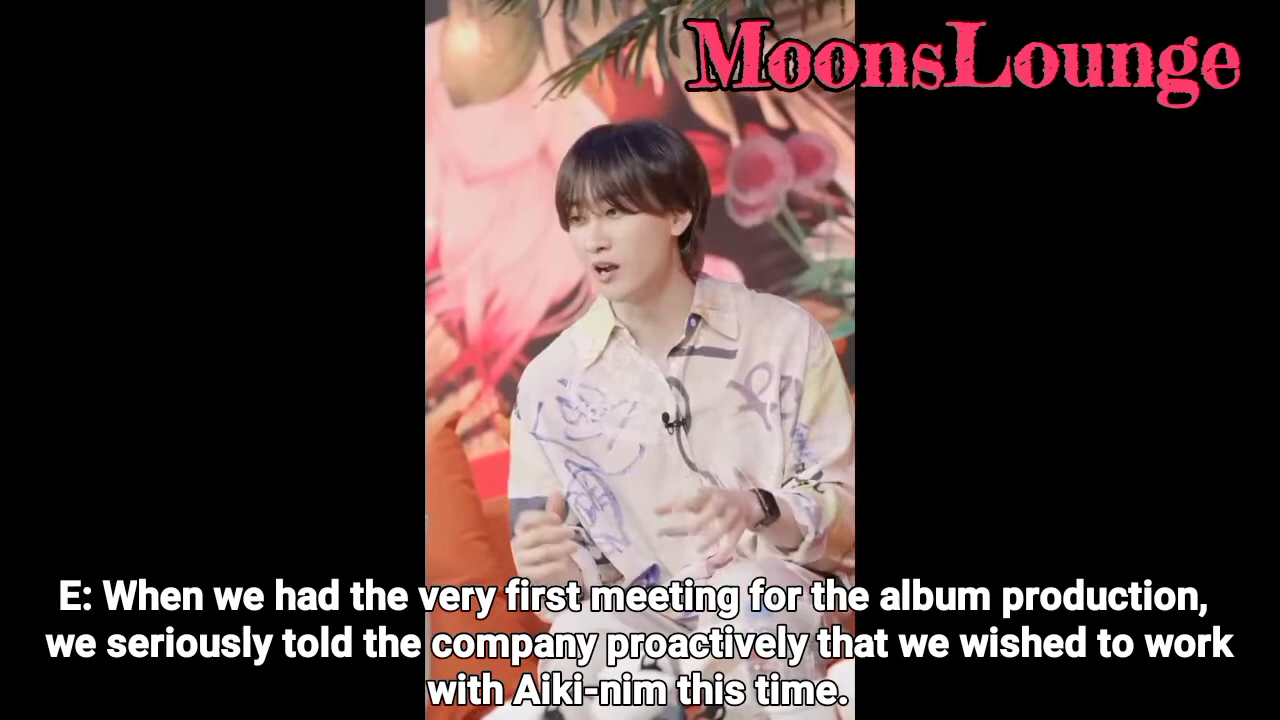 MoonsLounge
E: When we had the very first meeting for the album production,
we seriously told the company proactively that we wished to work
with Aiki-nim this time.